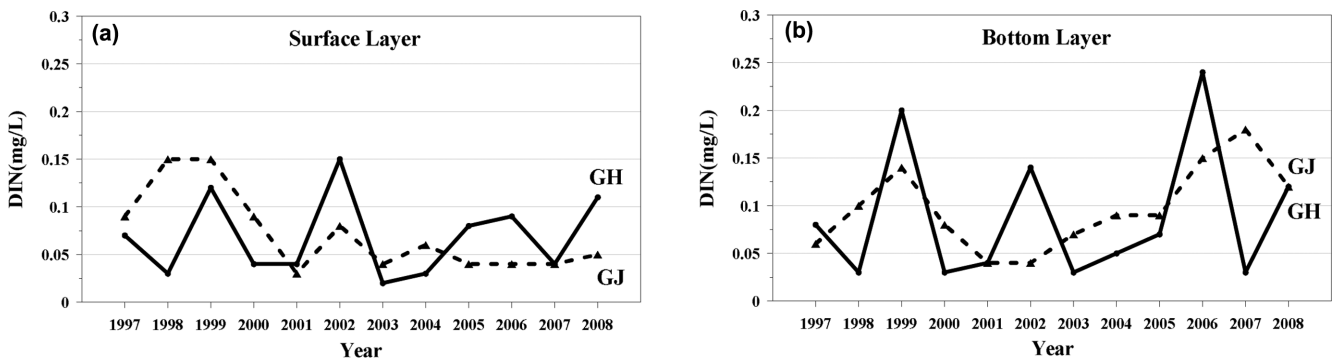 (a)
Surface Layer
DIN(mg/L)
0.3
0.25
0.2
0.15
0.1
0.05
0
GH
GJ
1997 1998 1999 2000 2001 2002 2003 2004 2005 2006 2007 2008
Year
(b)
Bottom Layer
DIN(mg/L)
0.3
0.25
0.2
0.15
0.1
0.05
0
GJ
GH
1997 1998 1999 2000 2001 2002 2003 2004 2005 2006 2007 2008
Year